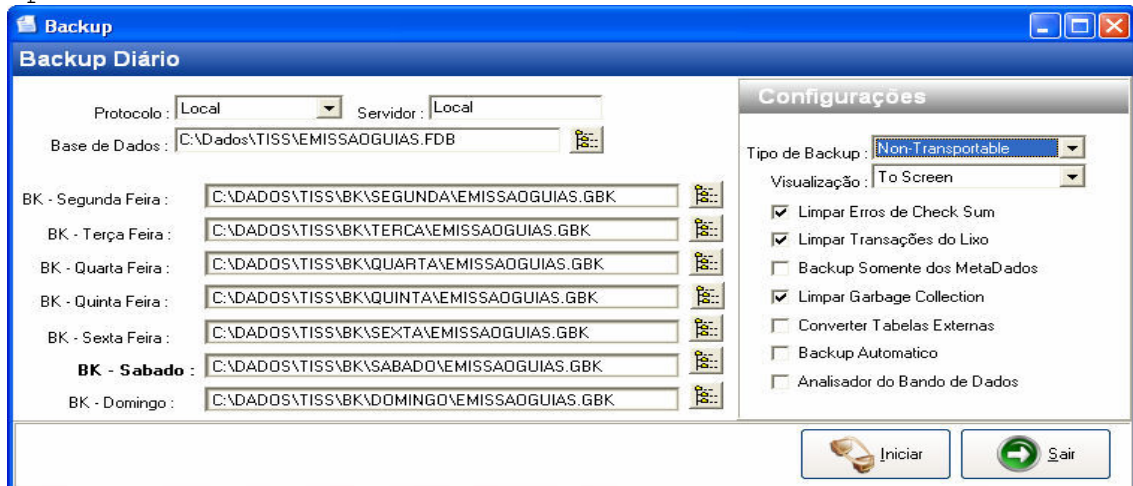 Backup
Backup Diário
Protocolo : Local Servidor : Local
Base de Dados : C:\Dados\TISS\EMISSAOGUIAS.FDB
BK - Segunda Feira : C:\DADOS\TISS\BK\SEGUNDA\EMISSAOGUIAS.GBK
BK - Terça Feira : C:\DADOS\TISS\BK\TERCA\EMISSAOGUIAS.GBK
BK - Quarta Feira : C:\DADOS\TISS\BK\QUARTA\EMISSAOGUIAS.GBK
BK - Quinta Feira : C:\DADOS\TISS\BK\QUINTA\EMISSAOGUIAS.GBK
BK - Sexta Feira : C:\DADOS\TISS\BK\SEXTA\EMISSAOGUIAS.GBK
BK - Sabado : C:\DADOS\TISS\BK\SABADO\EMISSAOGUIAS.GBK
BK - Domingo : C:\DADOS\TISS\BK\DOMINGO\EMISSAOGUIAS.GBK
Configurações
Tipo de Backup : Non-Transportable
Visualização : To Screen
Limpar Erros de Check Sum
Limpar Transações do Lixo
Backup Somente dos MetaDados
Limpar Garbage Collection
Converter Tabelas Externas
Backup Automatico
Analisador do Bando de Dados
Iniciar
Sair